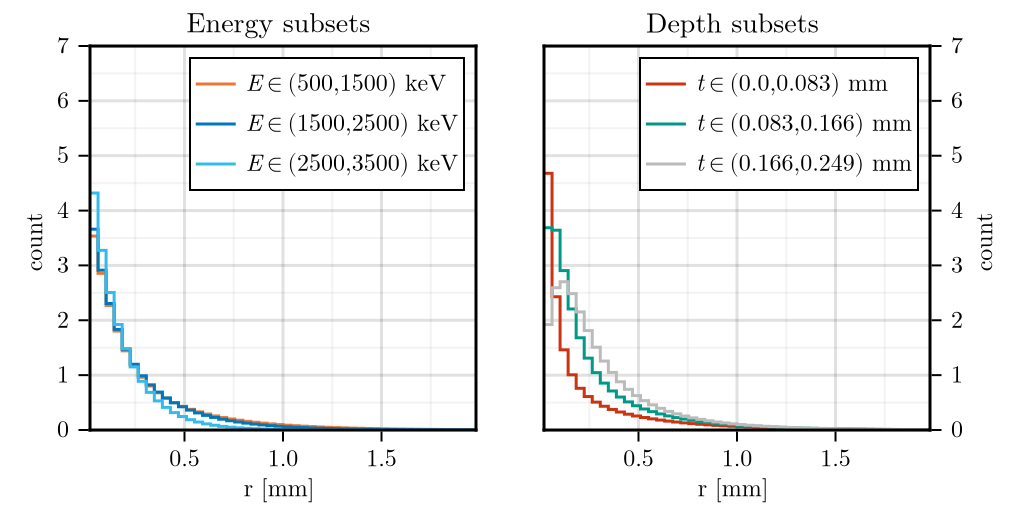 Energy subsets
7
6
5
4
3
2
1
0
count
E ∈ (500,1500) keV
E ∈ (1500,2500) keV
E ∈ (2500,3500) keV
0.5
1.0
1.5
r [mm]
Depth subsets
t ∈ (0.0,0.083) mm
t ∈ (0.083,0.166) mm
t ∈ (0.166,0.249) mm
7
6
5
4
3
2
1
0
count
0.5
1.0
1.5
r [mm]